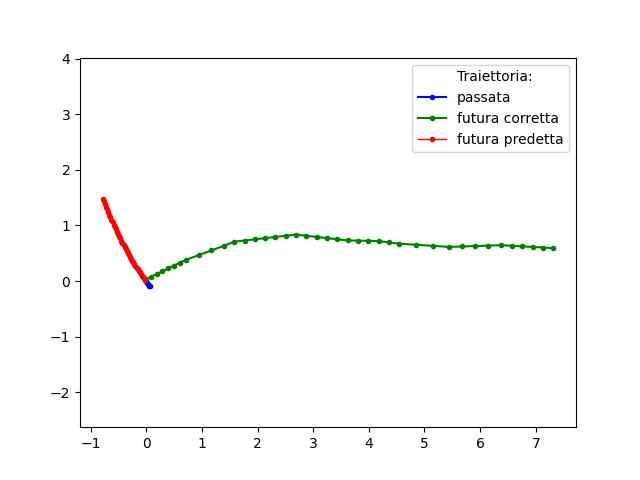 4
3
2
1
0
−1
−2
−1 0 1 2 3 4 5 6 7
Traiettoria:
passata
futura corretta
futura predetta